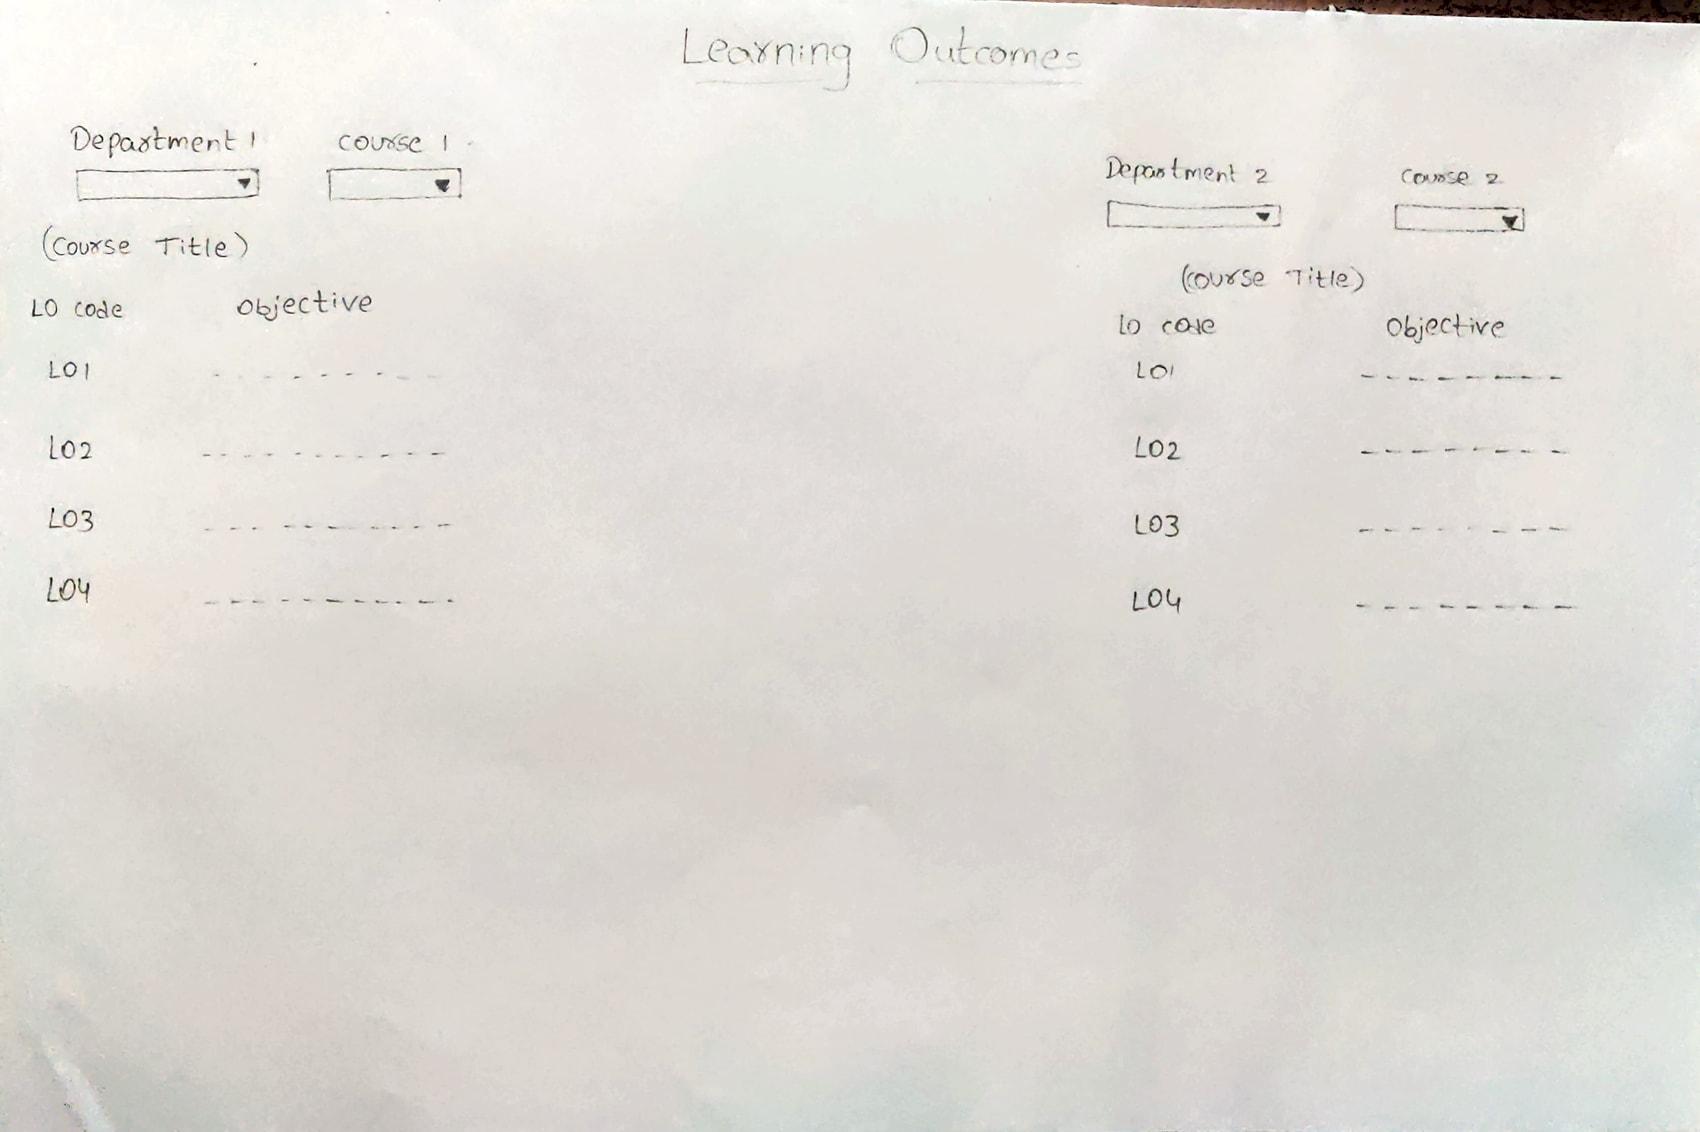 Learning Outcomes
Department 1 course 1
(Course Title)
LO code objective
LO1
LO2
LO3
LO4
Department 2 Course 2
(Course Title)
LO code Objective
LO1
LO2
LO3
LO4